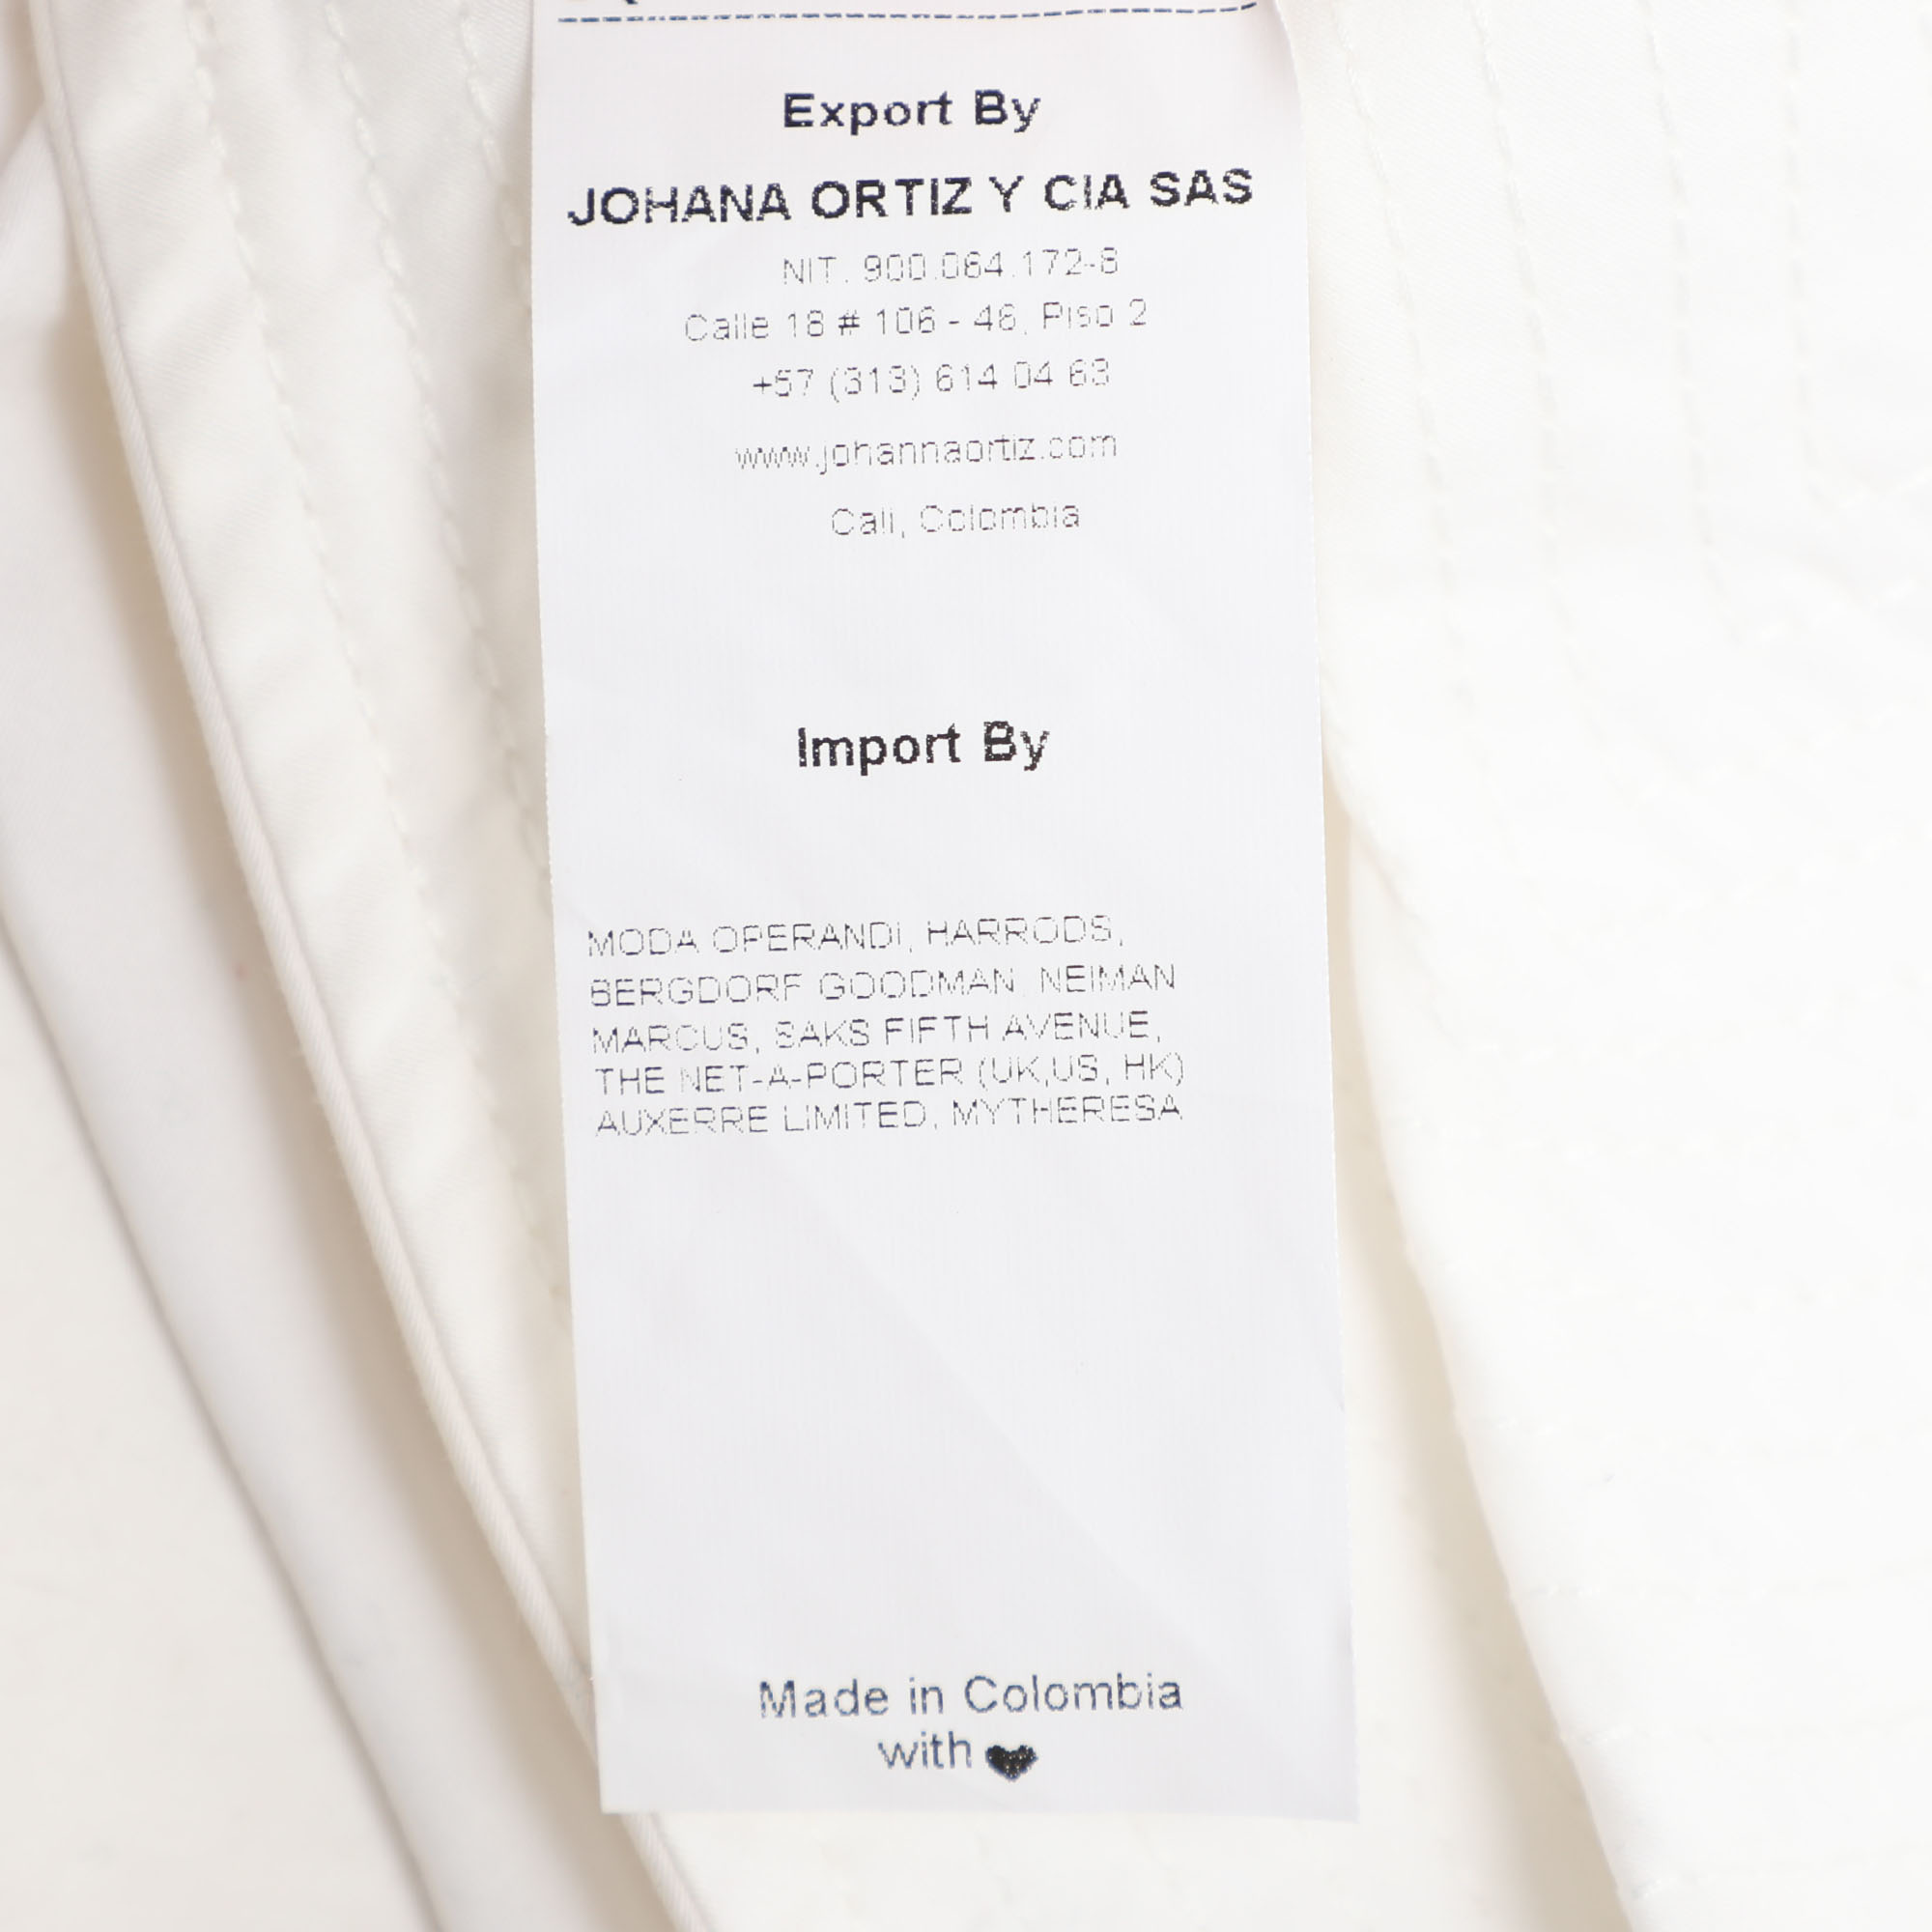 Export By
JOHANA ORTIZ Y CIA SAS
NIT. 900.064.172-8
Calle 18 # 106 - 46, Piso 2
+57 (313) 614 04 63
www.johannaortiz.com
Cali, Colombia
Import By
MODA OPERANDI, HARRODS,
BERGDORF GOODMAN, NEIMAN
MARCUS, SAKS FIFTH AVENUE,
THE NET-A-PORTER (UK,US, HK)
AUXERRE LIMITED, MYTHERESA
Made in Colombia
with ♥